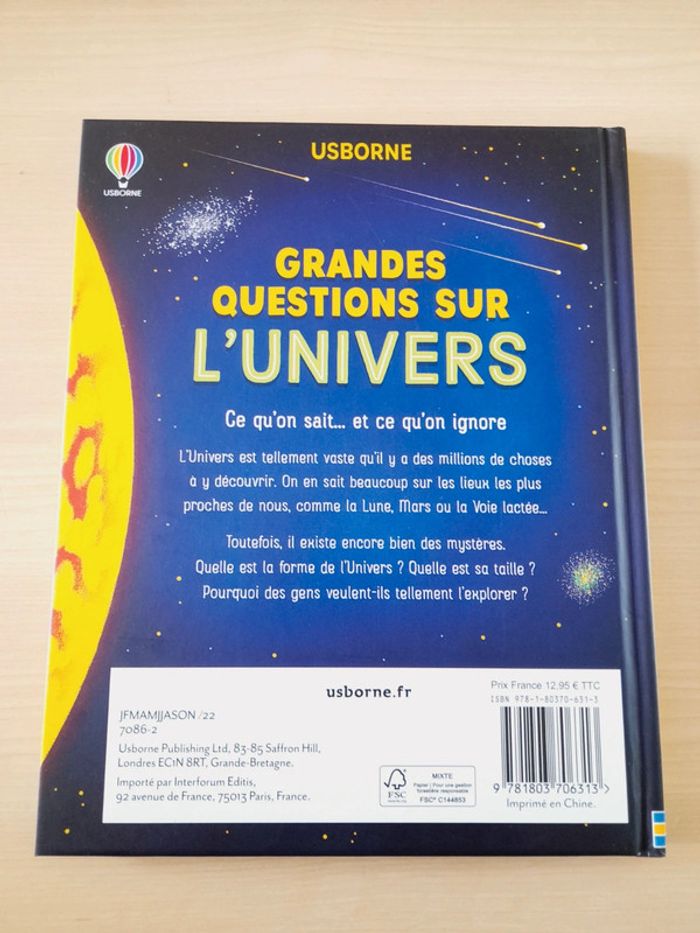 USBORNE
USBORNE
GRANDES
QUESTIONS SUR
L'UNIVERS
Ce qu'on sait... et ce qu'on ignore
L'Univers est tellement vaste qu'il y a des millions de choses
à y découvrir. On en sait beaucoup sur les lieux les plus
proches de nous, comme la Lune, Mars ou la Voie lactée...
Toutefois, il existe encore bien des mystères.
Quelle est la forme de l'Univers ? Quelle est sa taille ?
Pourquoi des gens veulent-ils tellement l'explorer ?
usborne.fr
JFMAMJJASON /22
7086-2
Usborne Publishing Ltd, 83-85 Saffron Hill,
Londres EC1N 8RT, Grande-Bretagne.
Importé par Interforum Editis,
92 avenue de France, 75013 Paris, France.
FSC
MIXTE
Papier | Pour une gestion
forestière responsable
FSC® C144853
Prix France 12,95 € TTC
ISBN 978-1-80370-631-3
9 781803 706313 >
Imprimé en Chine.